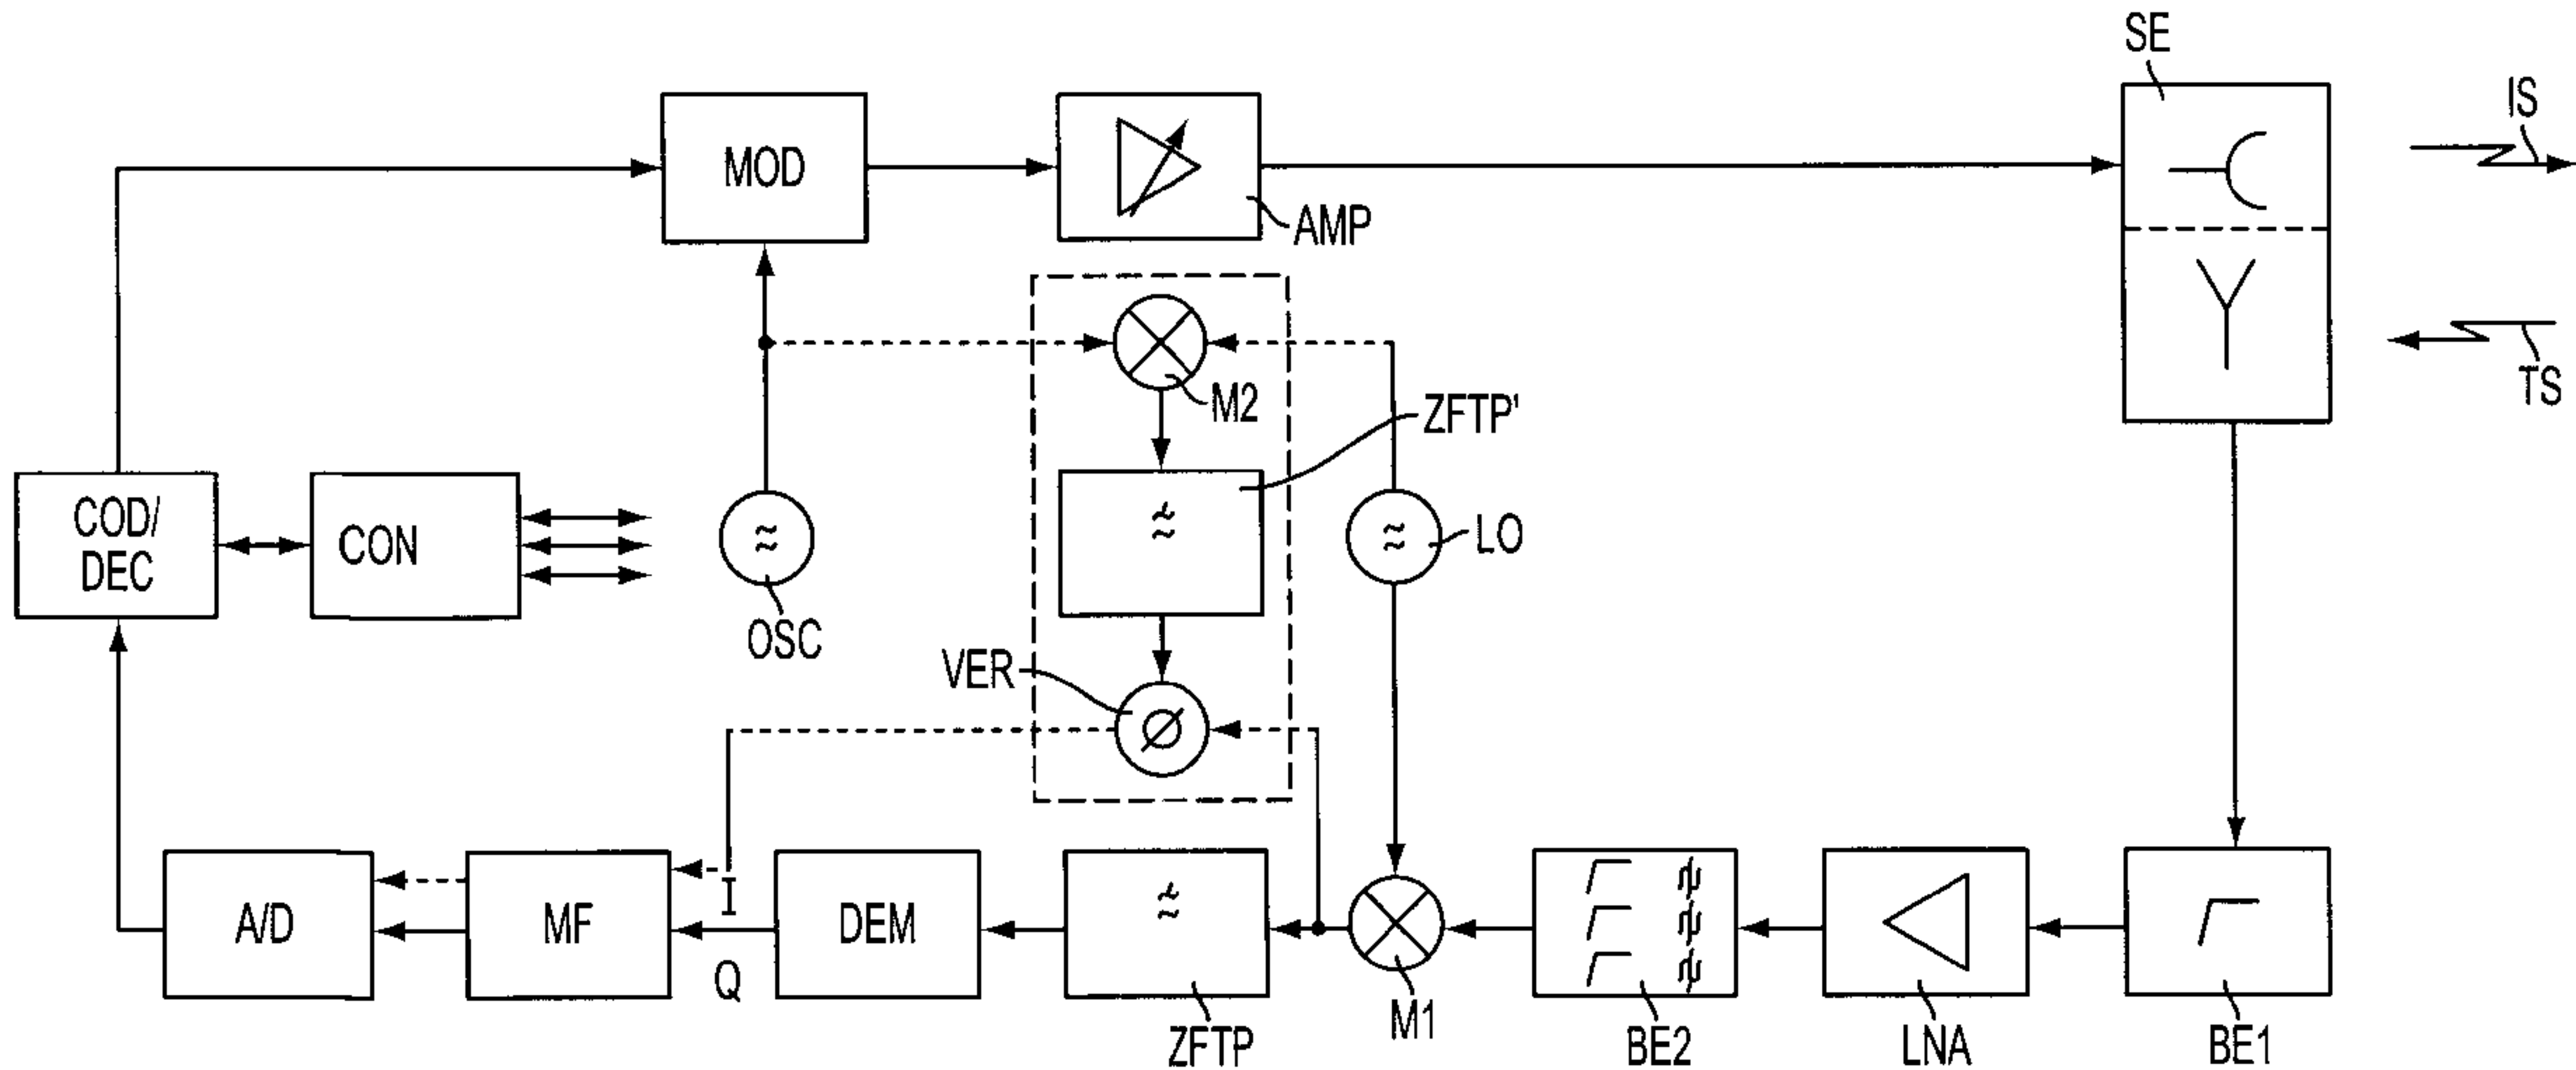 SE
IS
MOD
AMP
M2
ZFTP'
TS
COD/
DEC
CON
OSC
LO
VER
A/D
MF
I
Q
DEM
ZFTP
M1
BE2
LNA
BE1